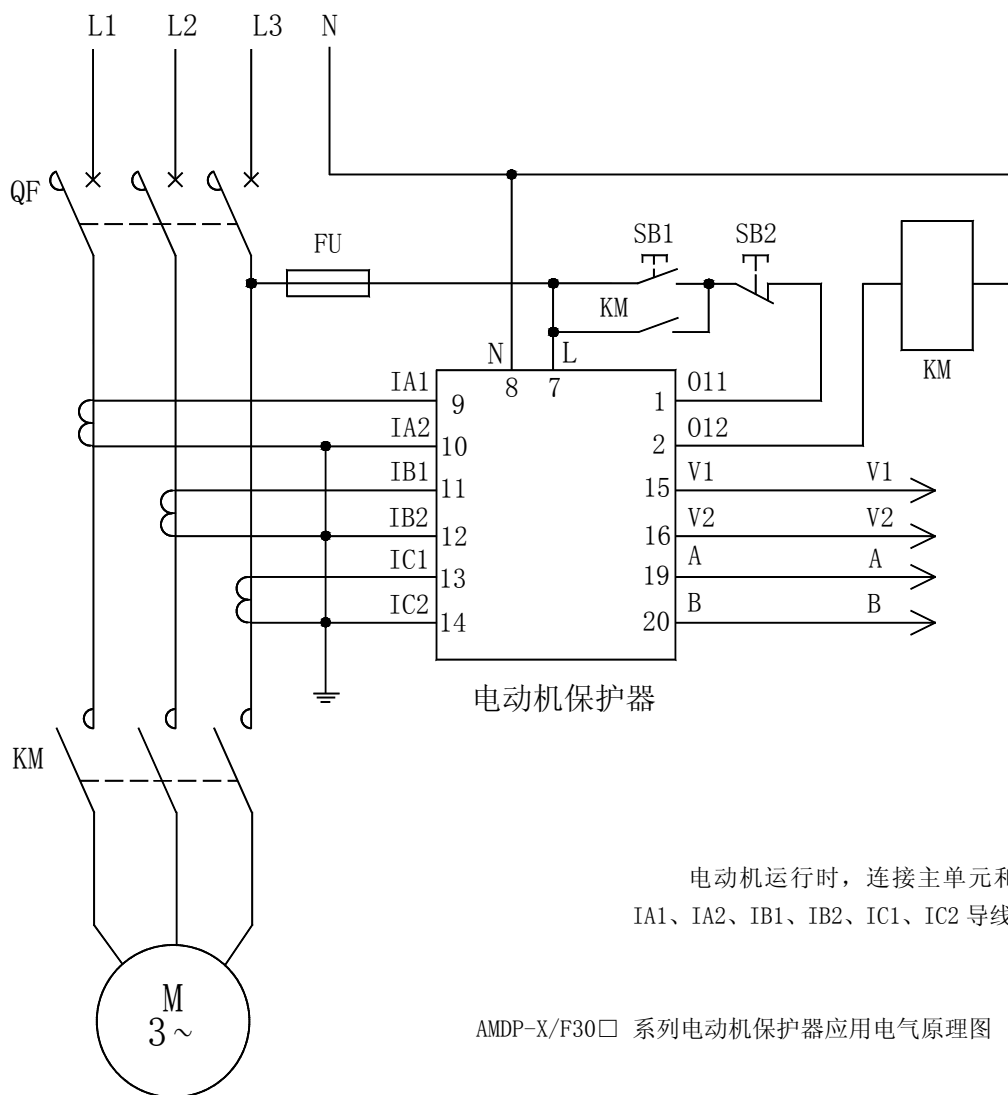 L1 L2 L3 N
QF
FU
SB1 SB2
KM
KM
N L
8 7
IA1 9 1 O11
IA2 10 2 O12
IB1 11 15 V1 V1
IB2 12 16 V2 V2
IC1 13 19 A A
IC2 14 20 B B
电动机保护器
KM
电动机运行时，连接主单元和
IA1、IA2、IB1、IB2、IC1、IC2 导线
M
3～
AMDP-X/F30□ 系列电动机保护器应用电气原理图